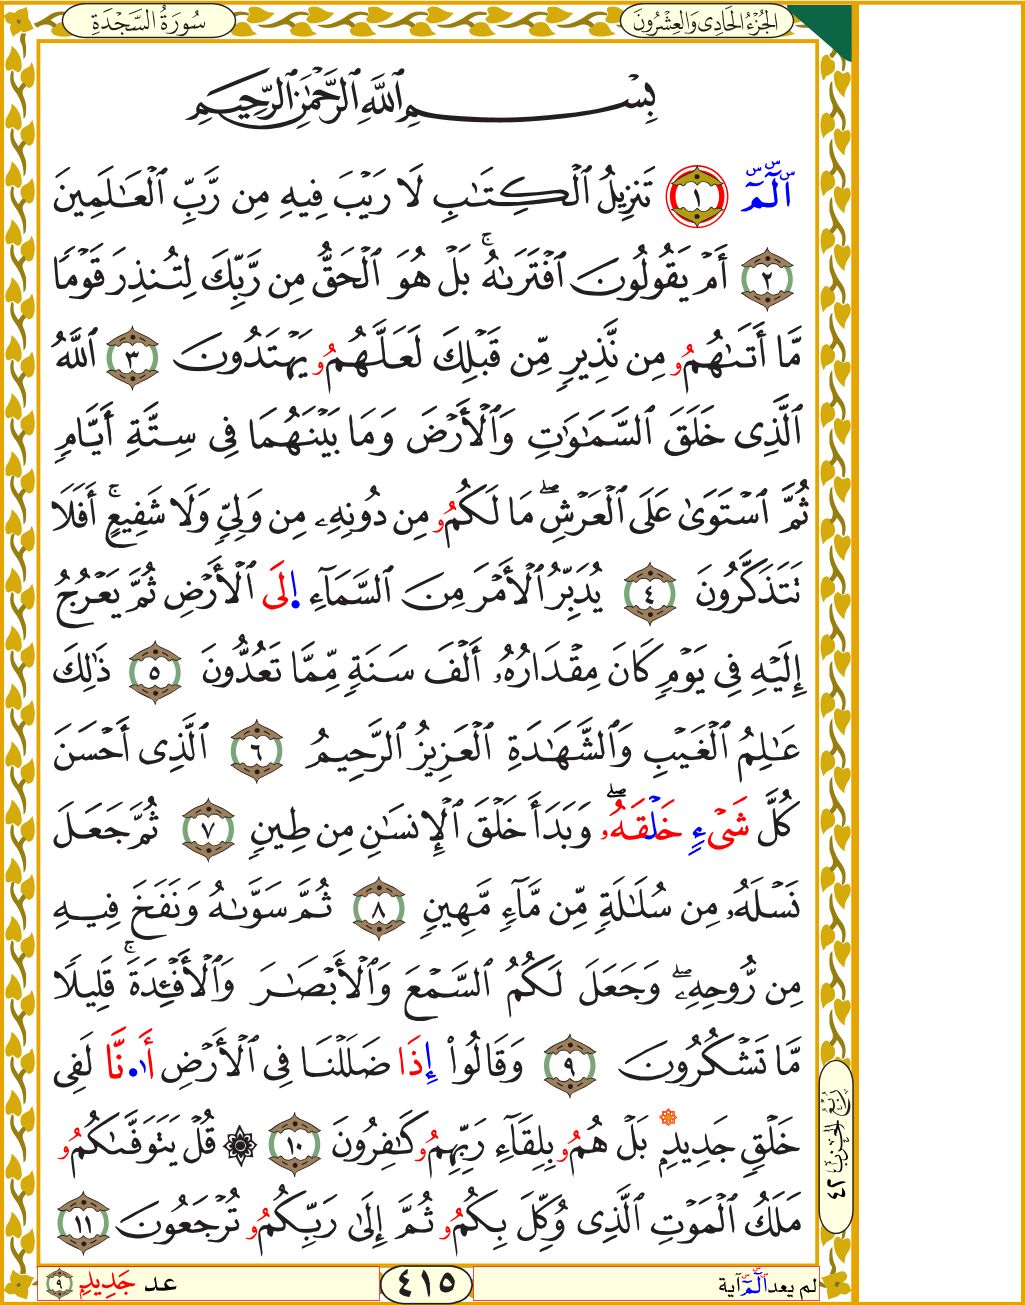 سُورَةُ السَّجْدَةِ
الجُزْءُ الحَادِي وَالعِشْرُونَ
بِسْمِ ٱللَّهِ ٱلرَّحْمَٰنِ ٱلرَّحِيمِ
الٓمٓ ١ تَنزِيلُ ٱلْكِتَٰبِ لَا رَيْبَ فِيهِ مِن رَّبِّ ٱلْعَٰلَمِينَ
٢ أَمْ يَقُولُونَ ٱفْتَرَىٰهُۚ بَلْ هُوَ ٱلْحَقُّ مِن رَّبِّكَ لِتُنذِرَ قَوْمًا
مَّا أَتَىٰهُمُۥ مِن نَّذِيرٍ مِّن قَبْلِكَ لَعَلَّهُمُۥ يَهْتَدُونَ ٣ ٱللَّهُ
ٱلَّذِى خَلَقَ ٱلسَّمَٰوَٰتِ وَٱلْأَرْضَ وَمَا بَيْنَهُمَا فِى سِتَّةِ أَيَّامٍ
ثُمَّ ٱسْتَوَىٰ عَلَى ٱلْعَرْشِۖ مَا لَكُمُۥ مِن دُونِهِۦ مِن وَلِىٍّ وَلَا شَفِيعٍۚ أَفَلَا
تَتَذَكَّرُونَ ٤ يُدَبِّرُ ٱلْأَمْرَ مِنَ ٱلسَّمَآءِ اِ۪لَى ٱلْأَرْضِ ثُمَّ يَعْرُجُ
إِلَيْهِ فِى يَوْمٍ كَانَ مِقْدَارُهُۥ أَلْفَ سَنَةٍ مِّمَّا تَعُدُّونَ ٥ ذَٰلِكَ
عَٰلِمُ ٱلْغَيْبِ وَٱلشَّهَٰدَةِ ٱلْعَزِيزُ ٱلرَّحِيمُ ٦ ٱلَّذِى أَحْسَنَ
كُلَّ شَىْءٍ خَلْقَهُۥۖ وَبَدَأَ خَلْقَ ٱلْإِنسَٰنِ مِن طِينٍ ٧ ثُمَّ جَعَلَ
نَسْلَهُۥ مِن سُلَٰلَةٍ مِّن مَّآءٍ مَّهِينٍ ٨ ثُمَّ سَوَّىٰهُ وَنَفَخَ فِيهِ
مِن رُّوحِهِۦۖ وَجَعَلَ لَكُمُ ٱلسَّمْعَ وَٱلْأَبْصَٰرَ وَٱلْأَفْـِٔدَةَۚ قَلِيلًا
مَّا تَشْكُرُونَ ٩ وَقَالُوا۟ إِذَا ضَلَلْنَا فِى ٱلْأَرْضِ أَا۪۟نَّا لَفِى
خَلْقٍ جَدِيدٍ بَلْ هُمُۥ بِلِقَآءِ رَبِّهِمُۥ كَٰفِرُونَ ١٠ ۞ قُلْ يَتَوَفَّىٰكُمُۥ
مَلَكُ ٱلْمَوْتِ ٱلَّذِى وُكِّلَ بِكُمُۥ ثُمَّ إِلَىٰ رَبِّكُمُۥ تُرْجَعُونَ ١١
رُبْعُ الحِزْبِ ٤٢
لم يعد الٓمٓ آية
٤١٥
عد جَدِيدٍ ٩